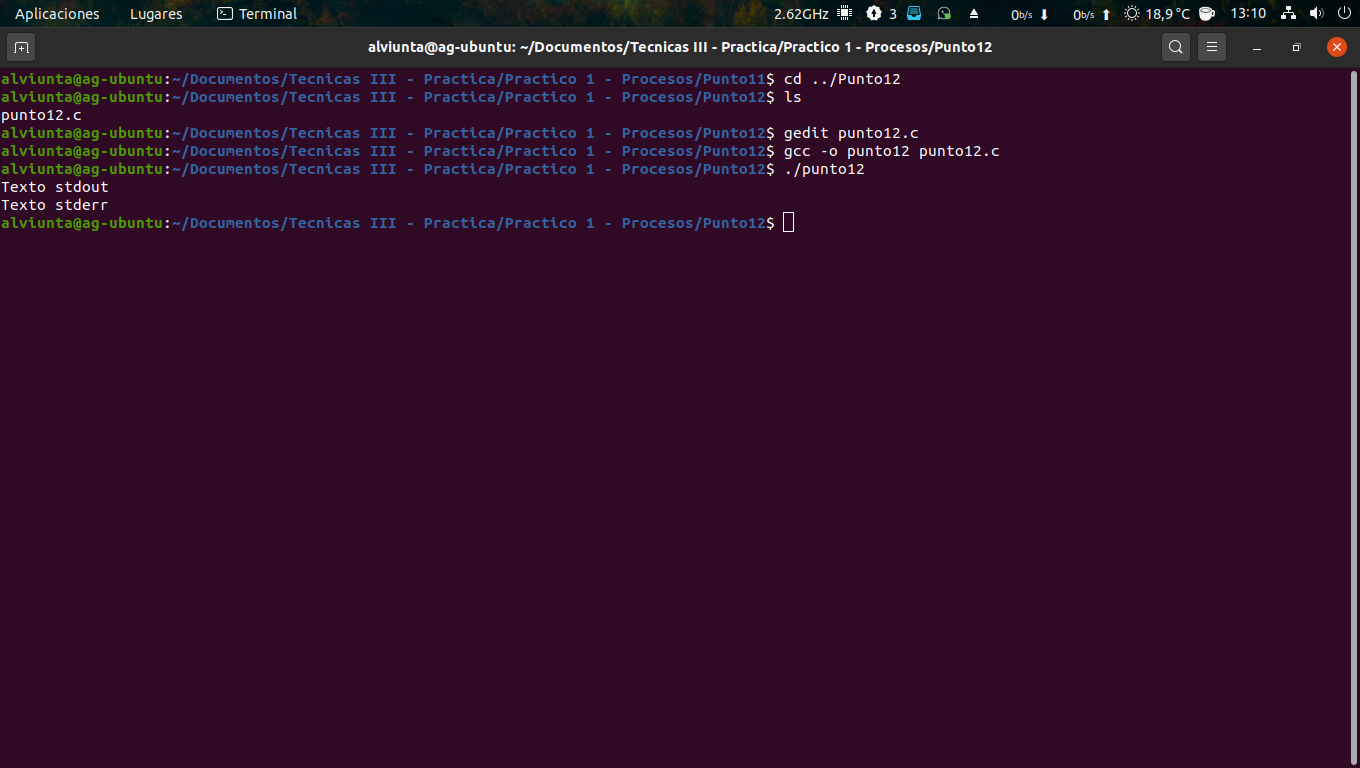 Aplicaciones Lugares Terminal 2.62GHz 3 0b/s 0b/s 18,9 °C 13:10
alviunta@ag-ubuntu: ~/Documentos/Tecnicas III - Practica/Practico 1 - Procesos/Punto12
alviunta@ag-ubuntu:~/Documentos/Tecnicas III - Practica/Practico 1 - Procesos/Punto11$ cd ../Punto12
alviunta@ag-ubuntu:~/Documentos/Tecnicas III - Practica/Practico 1 - Procesos/Punto12$ ls
punto12.c
alviunta@ag-ubuntu:~/Documentos/Tecnicas III - Practica/Practico 1 - Procesos/Punto12$ gedit punto12.c
alviunta@ag-ubuntu:~/Documentos/Tecnicas III - Practica/Practico 1 - Procesos/Punto12$ gcc -o punto12 punto12.c
alviunta@ag-ubuntu:~/Documentos/Tecnicas III - Practica/Practico 1 - Procesos/Punto12$ ./punto12
Texto stdout
Texto stderr
alviunta@ag-ubuntu:~/Documentos/Tecnicas III - Practica/Practico 1 - Procesos/Punto12$